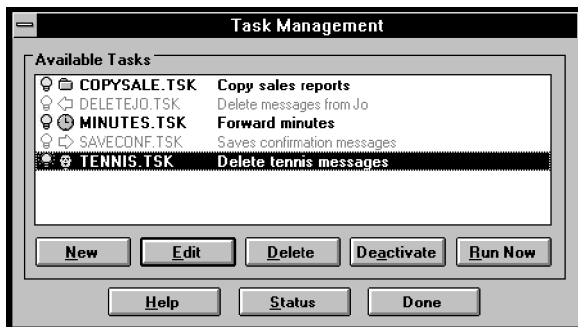 Task Management
Available Tasks
COPYSALE.TSK Copy sales reports
DELETEJO.TSK Delete messages from Jo
MINUTES.TSK Forward minutes
SAVECONF.TSK Saves confirmation messages
TENNIS.TSK Delete tennis messages
New Edit Delete Deactivate Run Now
Help Status Done